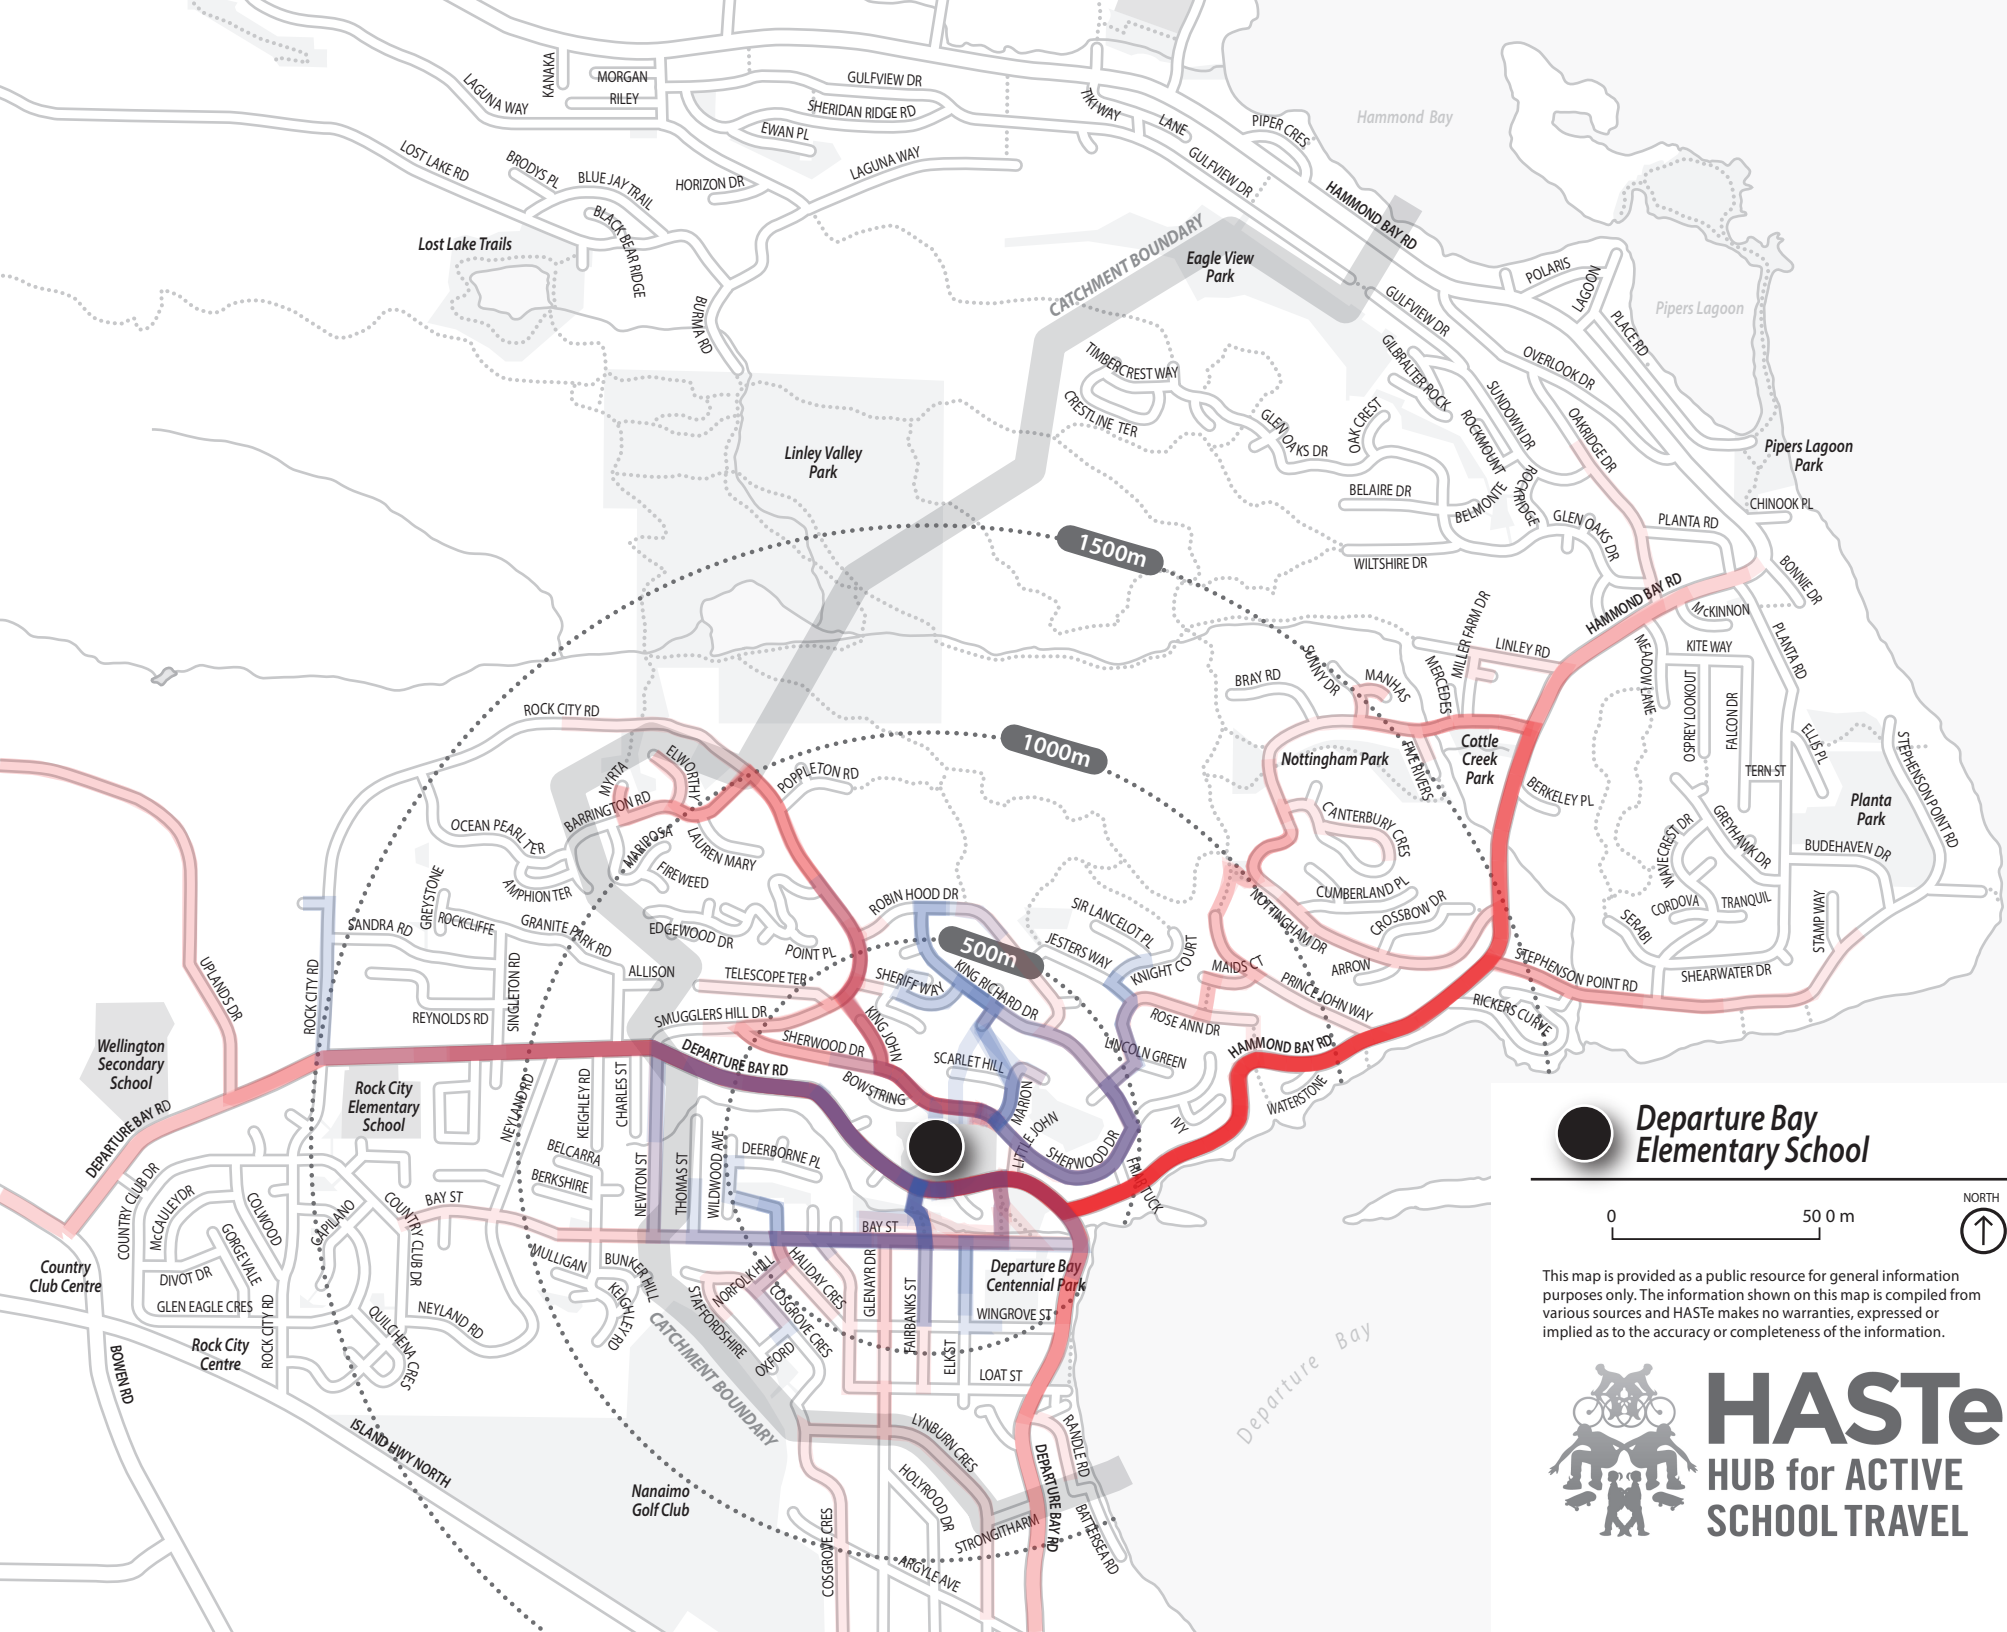 KANAKA
MORGAN
RILEY
LAGUNA WAY
GULFVIEW DR
SHERIDAN RIDGE RD
EWAN PL
LAGUNA WAY
TIKI WAY
LANE
PIPER CRES
Hammond Bay
GULFVIEW DR
HAMMOND BAY RD
LOST LAKE RD
BRODYS PL
BLUE JAY TRAIL
HORIZON DR
BLACK BEAR RIDGE
Lost Lake Trails
BURMA RD
CATCHMENT BOUNDARY
Eagle View
Park
POLARIS
LAGOON
PLACE RD
Pipers Lagoon
GULFVIEW DR
OVERLOOK DR
GILBRALTER ROCK
SUNDOWN DR
ROCKMOUNT
OAKRIDGE DR
ROCKRIDGE
TIMBERCREST WAY
CRESTLINE TER
GLEN OAKS DR
OAK CREST
Linley Valley
Park
BELAIRE DR
BELMONTE
GLEN OAKS DR
PLANTA RD
Pipers Lagoon
Park
CHINOOK PL
1500m
WILTSHIRE DR
BONNIE DR
HAMMOND BAY RD
McKINNON
PLANTA RD
KITE WAY
MEADOW LANE
OSPREY LOOKOUT
FALCON DR
LINLEY RD
MILLER FARM DR
MERCEDES
MANHAS
SUNNY DR
BRAY RD
FIVE RIVERS
Nottingham Park
Cottle
Creek
Park
BERKELEY PL
TERN ST
ELLIS PL
STEPHENSON POINT RD
Planta
Park
BUDEHAVEN DR
GREYHAWK DR
WAVECREST DR
CORDOVA
TRANQUIL
SERABI
STAMP WAY
SHEARWATER DR
ROCK CITY RD
1000m
ELWORTHY
MYRTA
BARRINGTON RD
POPPLETON RD
MARIPOSA
LAUREN MARY
FIREWEED
OCEAN PEARL TER
AMPHION TER
GREYSTONE
ROCKCLIFFE
SANDRA RD
GRANITE PARK RD
EDGEWOOD DR
POINT PL
ALLISON
TELESCOPE TER
ROBIN HOOD DR
500m
SHERIFF WAY
KING RICHARD DR
SIR LANCELOT PL
JESTERS WAY
KNIGHT COURT
MAIDS CT
ROSE ANN DR
PRINCE JOHN WAY
NOTTINGHAM DR
CANTERBURY CRES
CUMBERLAND PL
CROSSBOW DR
ARROW
STEPHENSON POINT RD
RICKERS CURVE
UPLANDS DR
ROCK CITY RD
REYNOLDS RD
SINGLETON RD
SMUGGLERS HILL DR
SHERWOOD DR
KING JOHN
SCARLET HILL
LINCOLN GREEN
HAMMOND BAY RD
WATERSTONE
IVY
Wellington
Secondary
School
Rock City
Elementary
School
DEPARTURE BAY RD
DEPARTURE BAY RD
BOWSTRING
MARION
LITTLE JOHN
SHERWOOD DR
FRIAR TUCK
NEYLAND RD
KEIGHLEY RD
CHARLES ST
BELCARRA
BERKSHIRE
NEWTON ST
THOMAS ST
WILDWOOD AVE
DEERBORNE PL
COUNTRY CLUB DR
McCAULEY DR
COLWOOD
GORGEVALE
CAPILANO
COUNTRY CLUB DR
BAY ST
BAY ST
DIVOT DR
GLEN EAGLE CRES
ROCK CITY RD
QUILCHENA CRES
NEYLAND RD
MULLIGAN
BUNKER HILL
KEIGHLEY RD
STAFFORDSHIRE
NORFOLK HILL
COSGROVE CRES
HALIDAY CRES
OXFORD
GLENAYR DR
FAIRBANKS ST
ELK ST
Departure Bay
Centennial Park
WINGROVE ST
LOAT ST
Country
Club Centre
Rock City
Centre
BOWEN RD
ISLAND HWY NORTH
CATCHMENT BOUNDARY
Nanaimo
Golf Club
LYNBURN CRES
HOLYROOD DR
STRONGITHARM
ARGYLE AVE
COSGROVE CRES
DEPARTURE BAY RD
RANDLE RD
BATTERSEA RD
Departure Bay
Departure Bay
Elementary School
NORTH
0 50 0 m
This map is provided as a public resource for general information
purposes only. The information shown on this map is compiled from
various sources and HASTe makes no warranties, expressed or
implied as to the accuracy or completeness of the information.
HASTe
HUB for ACTIVE
SCHOOL TRAVEL